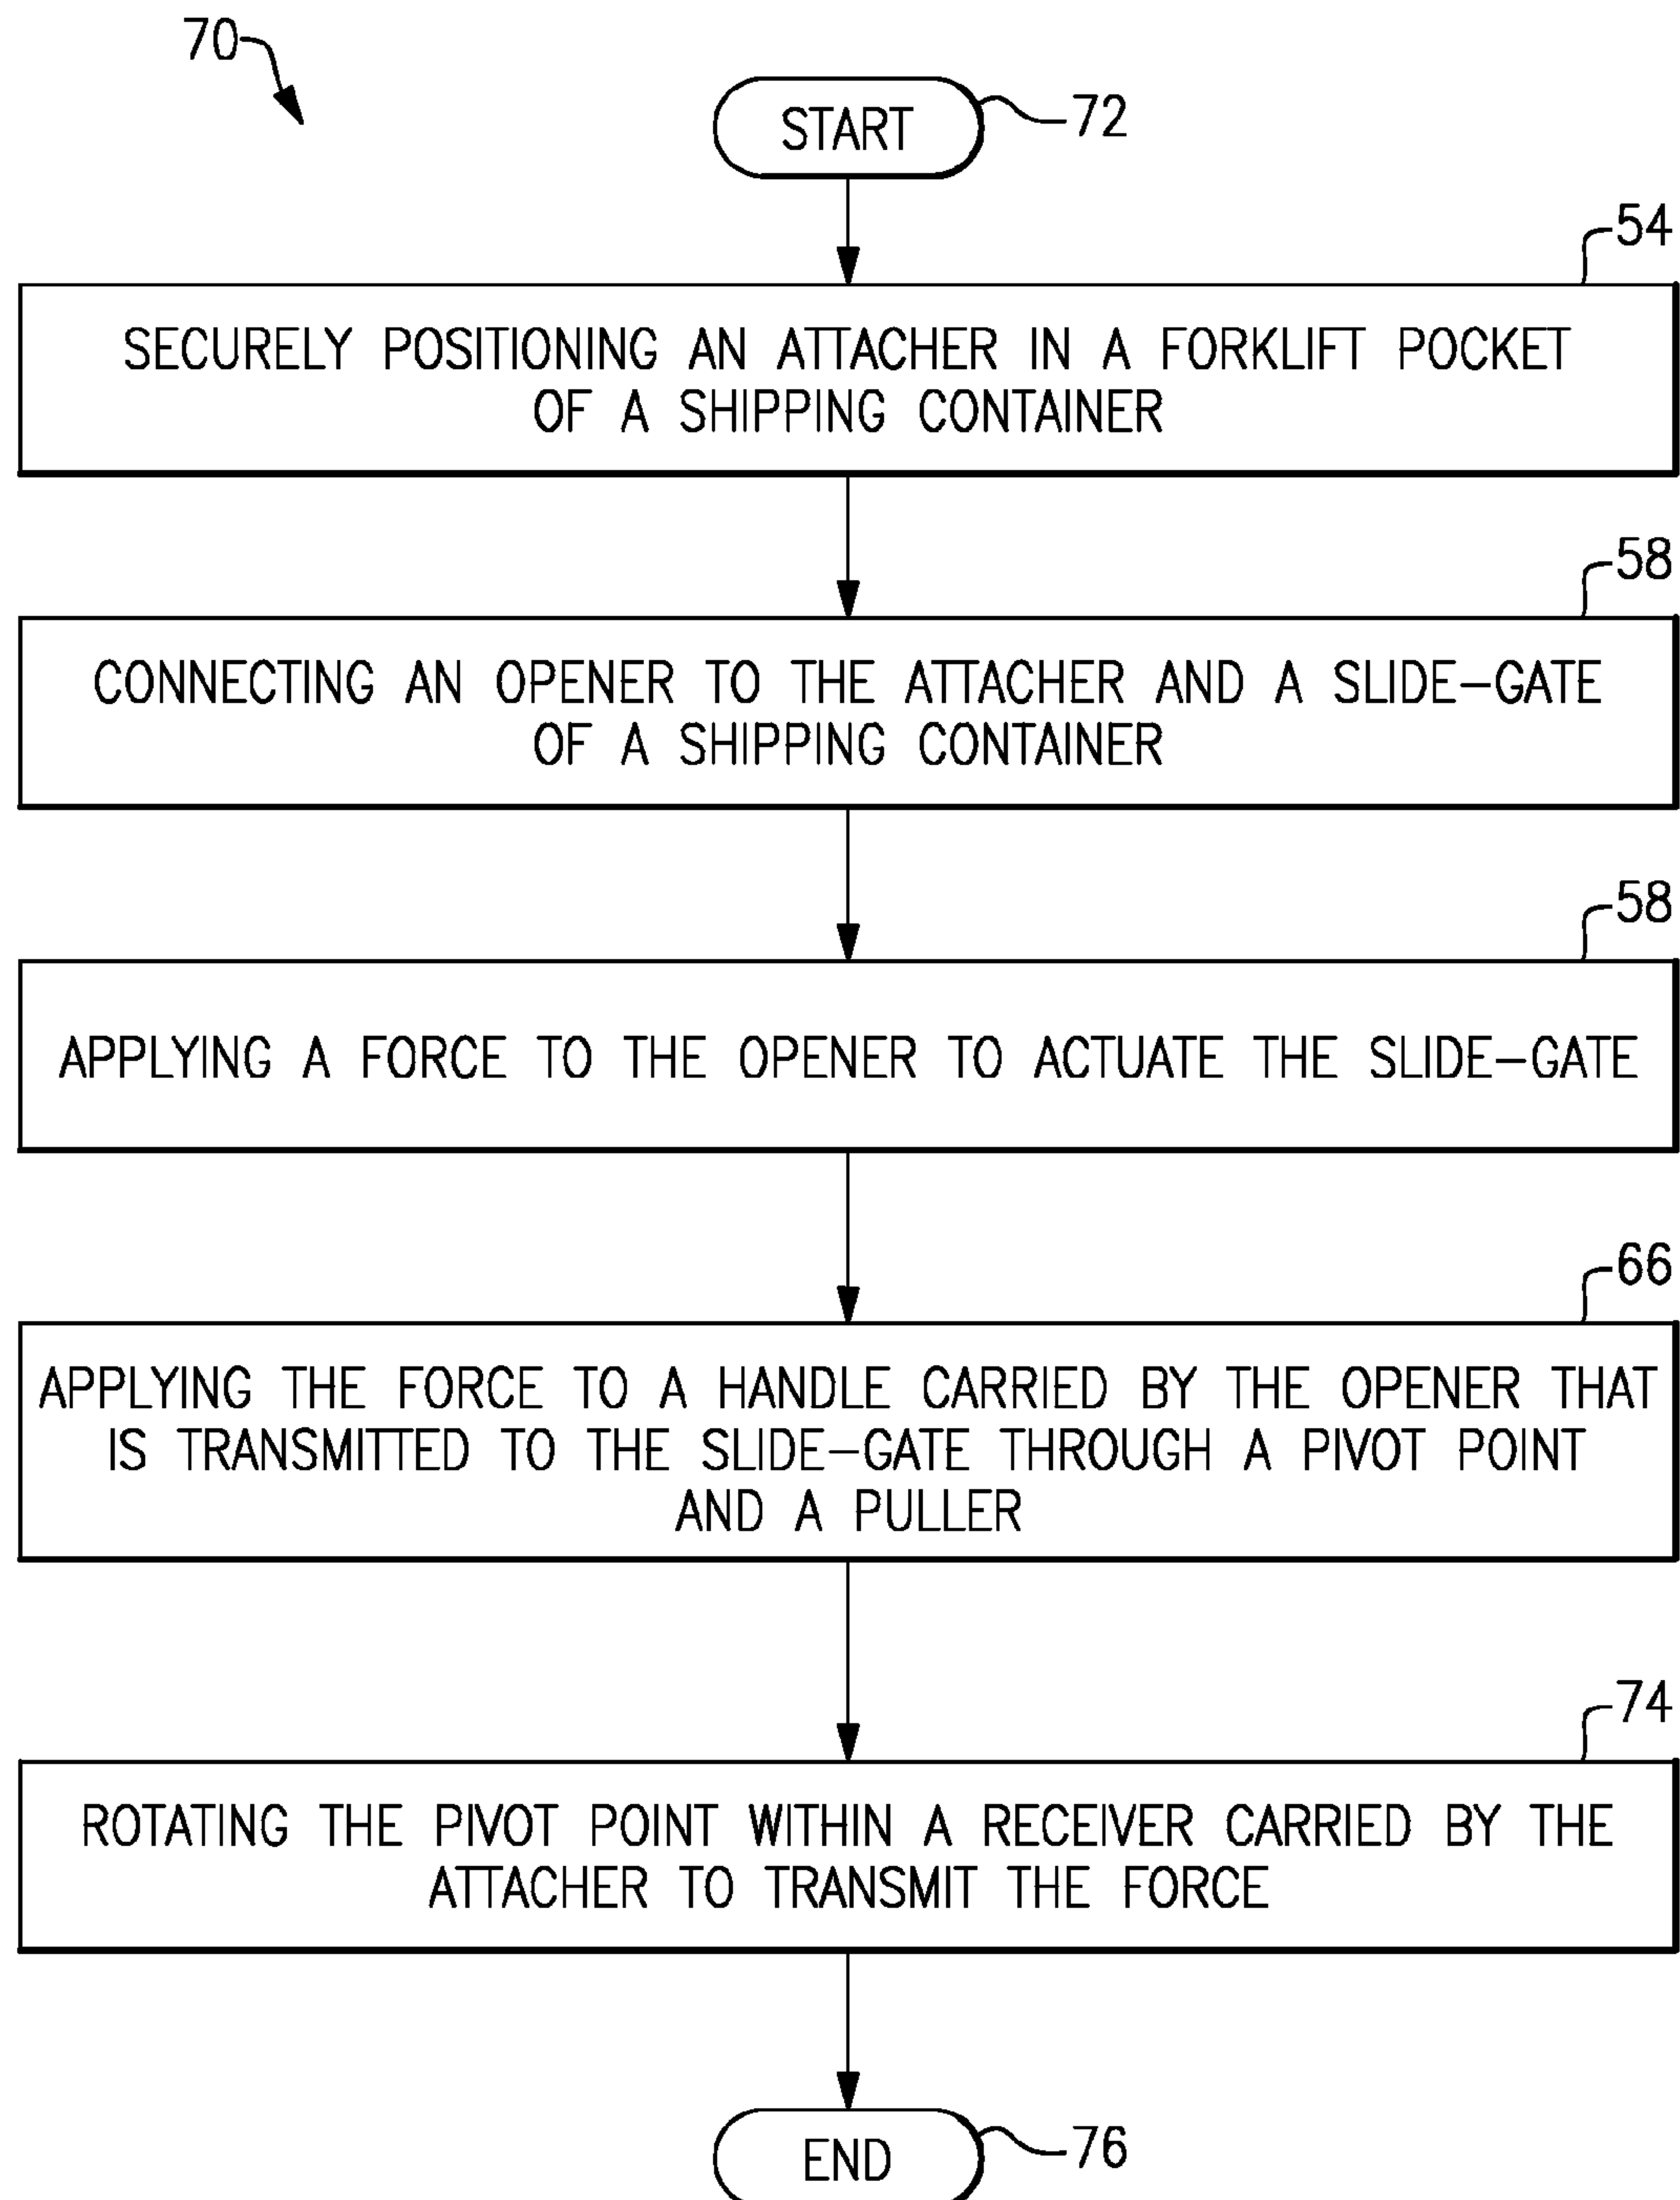 70
START
72
54
SECURELY POSITIONING AN ATTACHER IN A FORKLIFT POCKET
OF A SHIPPING CONTAINER
58
CONNECTING AN OPENER TO THE ATTACHER AND A SLIDE-GATE
OF A SHIPPING CONTAINER
58
APPLYING A FORCE TO THE OPENER TO ACTUATE THE SLIDE-GATE
66
APPLYING THE FORCE TO A HANDLE CARRIED BY THE OPENER THAT
IS TRANSMITTED TO THE SLIDE-GATE THROUGH A PIVOT POINT
AND A PULLER
74
ROTATING THE PIVOT POINT WITHIN A RECEIVER CARRIED BY THE
ATTACHER TO TRANSMIT THE FORCE
END
76